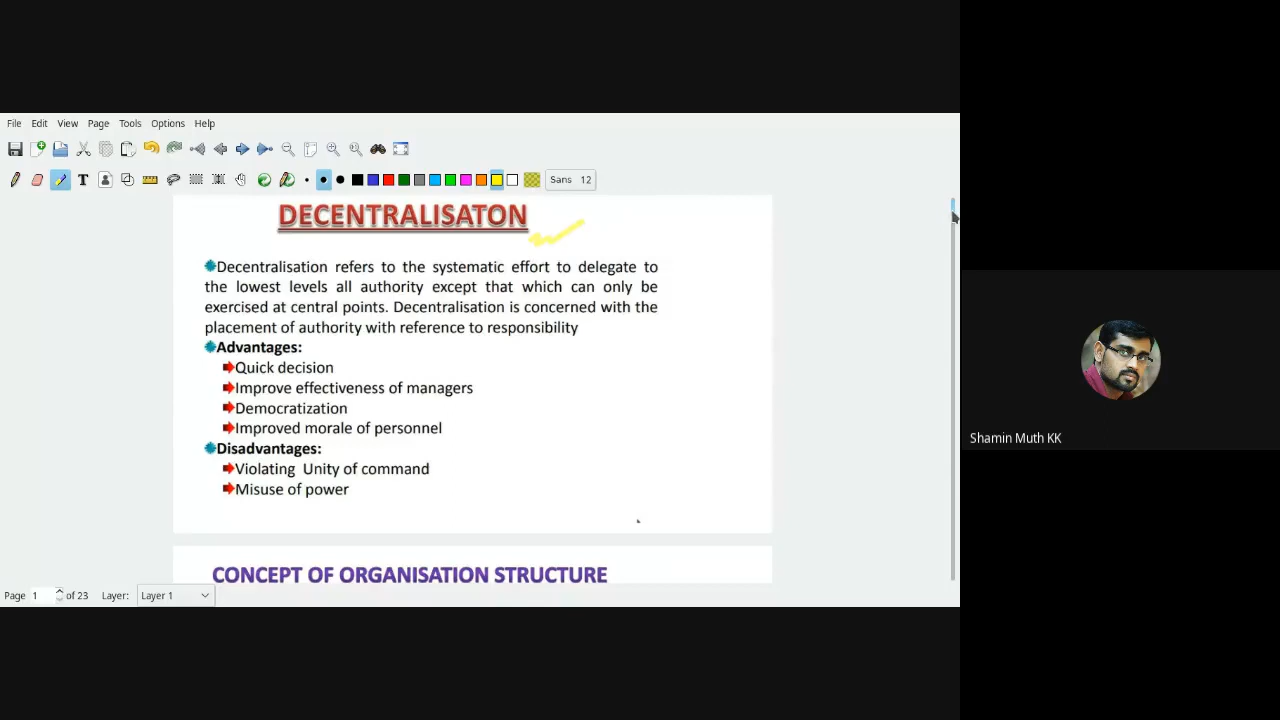 File Edit View Page Tools Options Help
Sans 12
DECENTRALISATON
Decentralisation refers to the systematic effort to delegate to
the lowest levels all authority except that which can only be
exercised at central points. Decentralisation is concerned with the
placement of authority with reference to responsibility
Advantages:
Quick decision
Improve effectiveness of managers
Democratization
Improved morale of personnel
Disadvantages:
Violating Unity of command
Misuse of power
CONCEPT OF ORGANISATION STRUCTURE
Page 1 of 23 Layer: Layer 1
Shamin Muth KK